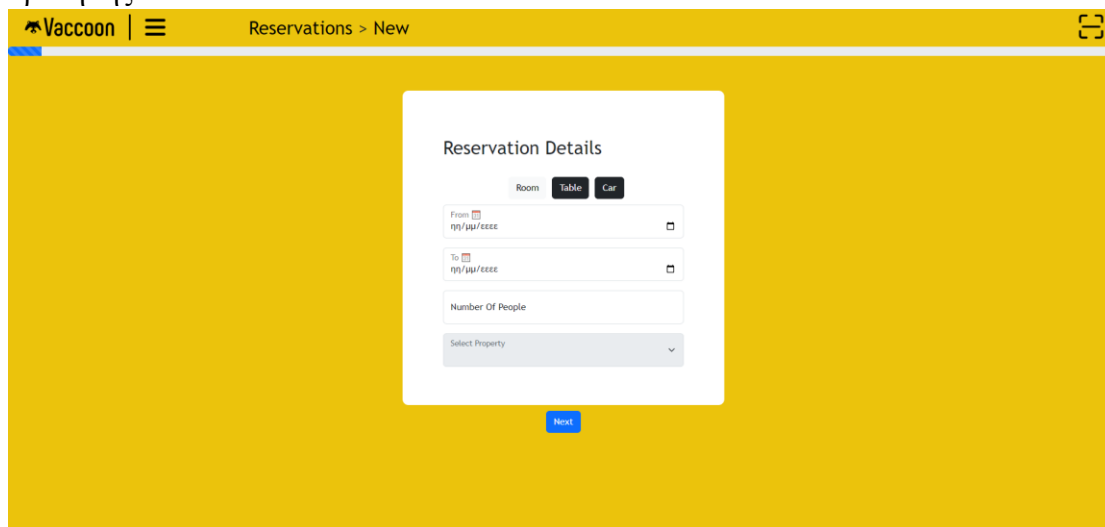 Vaccoon
Reservations > New
Reservation Details
Room Table Car
From
ηη/μμ/εεεε
To
ηη/μμ/εεεε
Number Of People
Select Property
Next